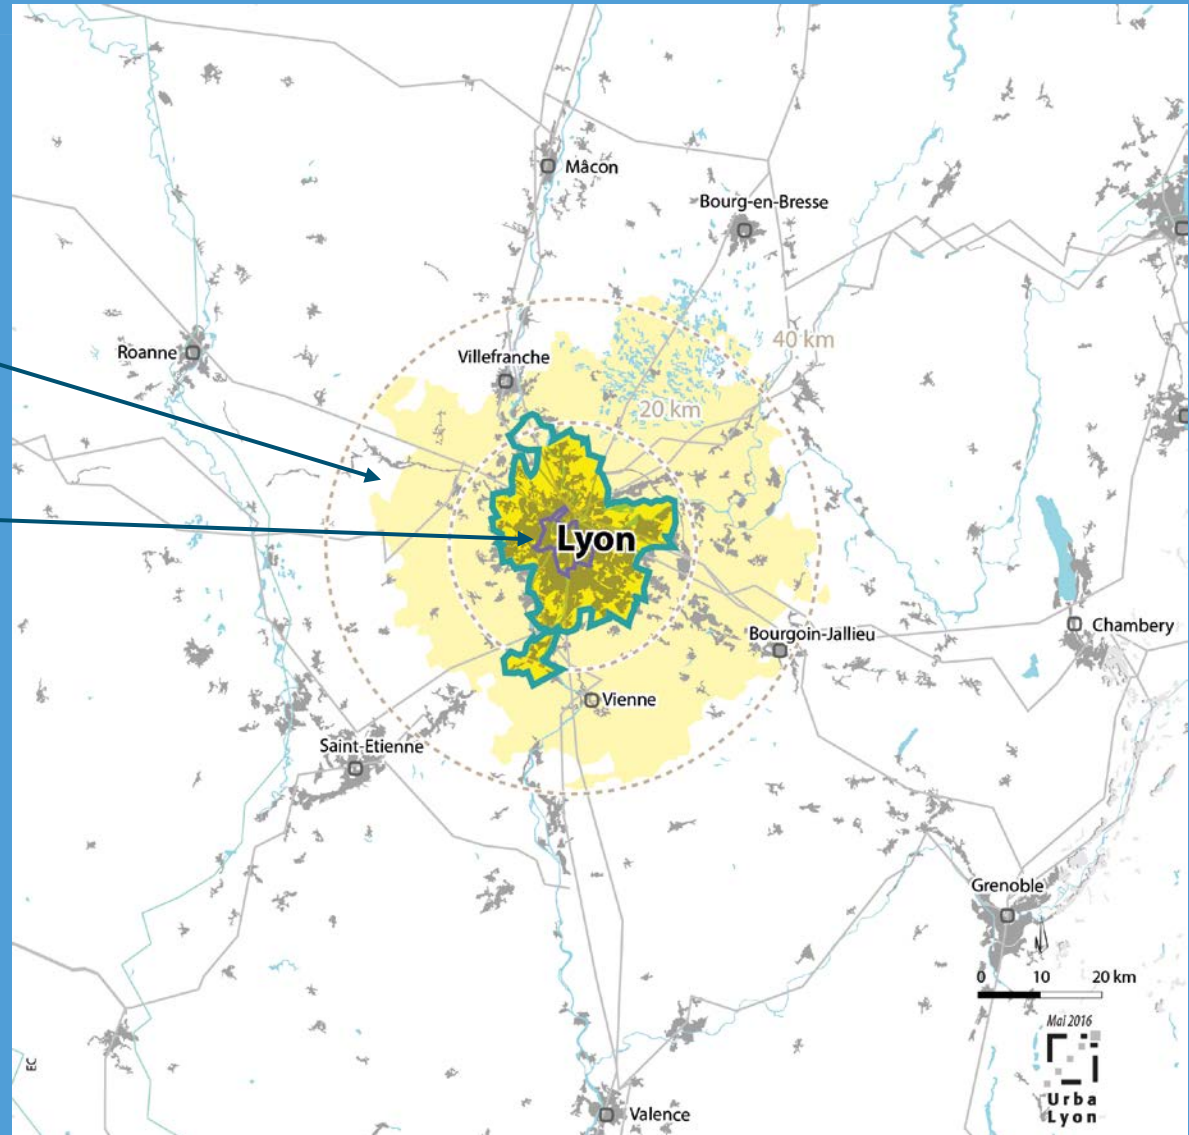 Mâcon
Bourg-en-Bresse
40 km
Roanne
Villefranche
20 km
Lyon
Chambery
Bourgoin-Jallieu
Vienne
Saint-Etienne
Grenoble
N
0 10 20 km
Mai 2016
Urba
Lyon
EC
Valence